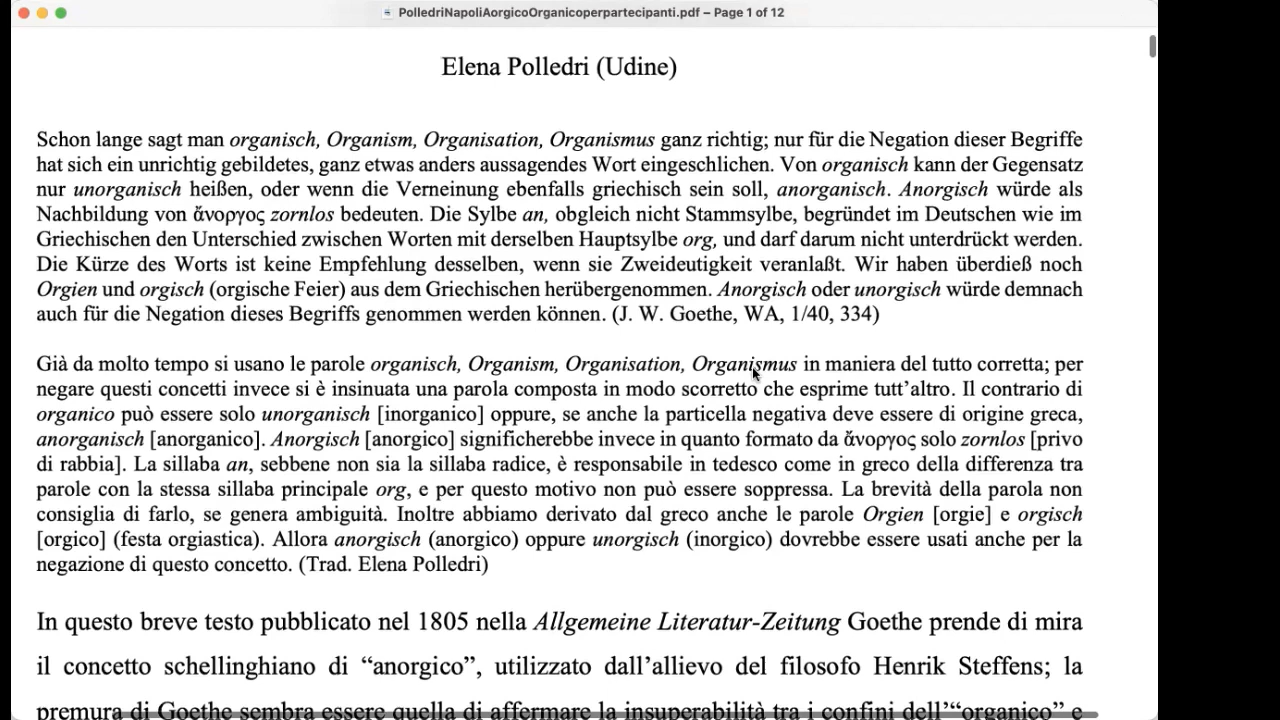 PolledriNapoliAorgicoOrganicoperpartecipanti.pdf – Page 1 of 12
Elena Polledri (Udine)
Schon lange sagt man organisch, Organism, Organisation, Organismus ganz richtig; nur für die Negation dieser Begriffe
hat sich ein unrichtig gebildetes, ganz etwas anders aussagendes Wort eingeschlichen. Von organisch kann der Gegensatz
nur unorganisch heißen, oder wenn die Verneinung ebenfalls griechisch sein soll, anorganisch. Anorgisch würde als
Nachbildung von ἄνοργος zornlos bedeuten. Die Sylbe an, obgleich nicht Stammsylbe, begründet im Deutschen wie im
Griechischen den Unterschied zwischen Worten mit derselben Hauptsylbe org, und darf darum nicht unterdrückt werden.
Die Kürze des Worts ist keine Empfehlung desselben, wenn sie Zweideutigkeit veranlaßt. Wir haben überdieß noch
Orgien und orgisch (orgische Feier) aus dem Griechischen herübergenommen. Anorgisch oder unorgisch würde demnach
auch für die Negation dieses Begriffs genommen werden können. (J. W. Goethe, WA, 1/40, 334)
Già da molto tempo si usano le parole organisch, Organism, Organisation, Organismus in maniera del tutto corretta; per
negare questi concetti invece si è insinuata una parola composta in modo scorretto che esprime tutt’altro. Il contrario di
organico può essere solo unorganisch [inorganico] oppure, se anche la particella negativa deve essere di origine greca,
anorganisch [anorganico]. Anorgisch [anorgico] significherebbe invece in quanto formato da ἄνοργος solo zornlos [privo
di rabbia]. La sillaba an, sebbene non sia la sillaba radice, è responsabile in tedesco come in greco della differenza tra
parole con la stessa sillaba principale org, e per questo motivo non può essere soppressa. La brevità della parola non
consiglia di farlo, se genera ambiguità. Inoltre abbiamo derivato dal greco anche le parole Orgien [orgie] e orgisch
[orgico] (festa orgiastica). Allora anorgisch (anorgico) oppure unorgisch (inorgico) dovrebbe essere usati anche per la
negazione di questo concetto. (Trad. Elena Polledri)
In questo breve testo pubblicato nel 1805 nella Allgemeine Literatur-Zeitung Goethe prende di mira
il concetto schellinghiano di “anorgico”, utilizzato dall’allievo del filosofo Henrik Steffens; la
premura di Goethe sembra essere quella di affermare la insuperabilità tra i confini dell’“organico” e